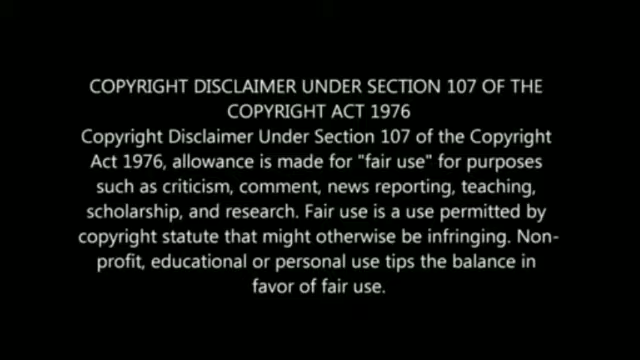 COPYRIGHT DISCLAIMER UNDER SECTION 107 OF THE
COPYRIGHT ACT 1976
Copyright Disclaimer Under Section 107 of the Copyright
Act 1976, allowance is made for "fair use" for purposes
such as criticism, comment, news reporting, teaching,
scholarship, and research. Fair use is a use permitted by
copyright statute that might otherwise be infringing. Non-
profit, educational or personal use tips the balance in
favor of fair use.